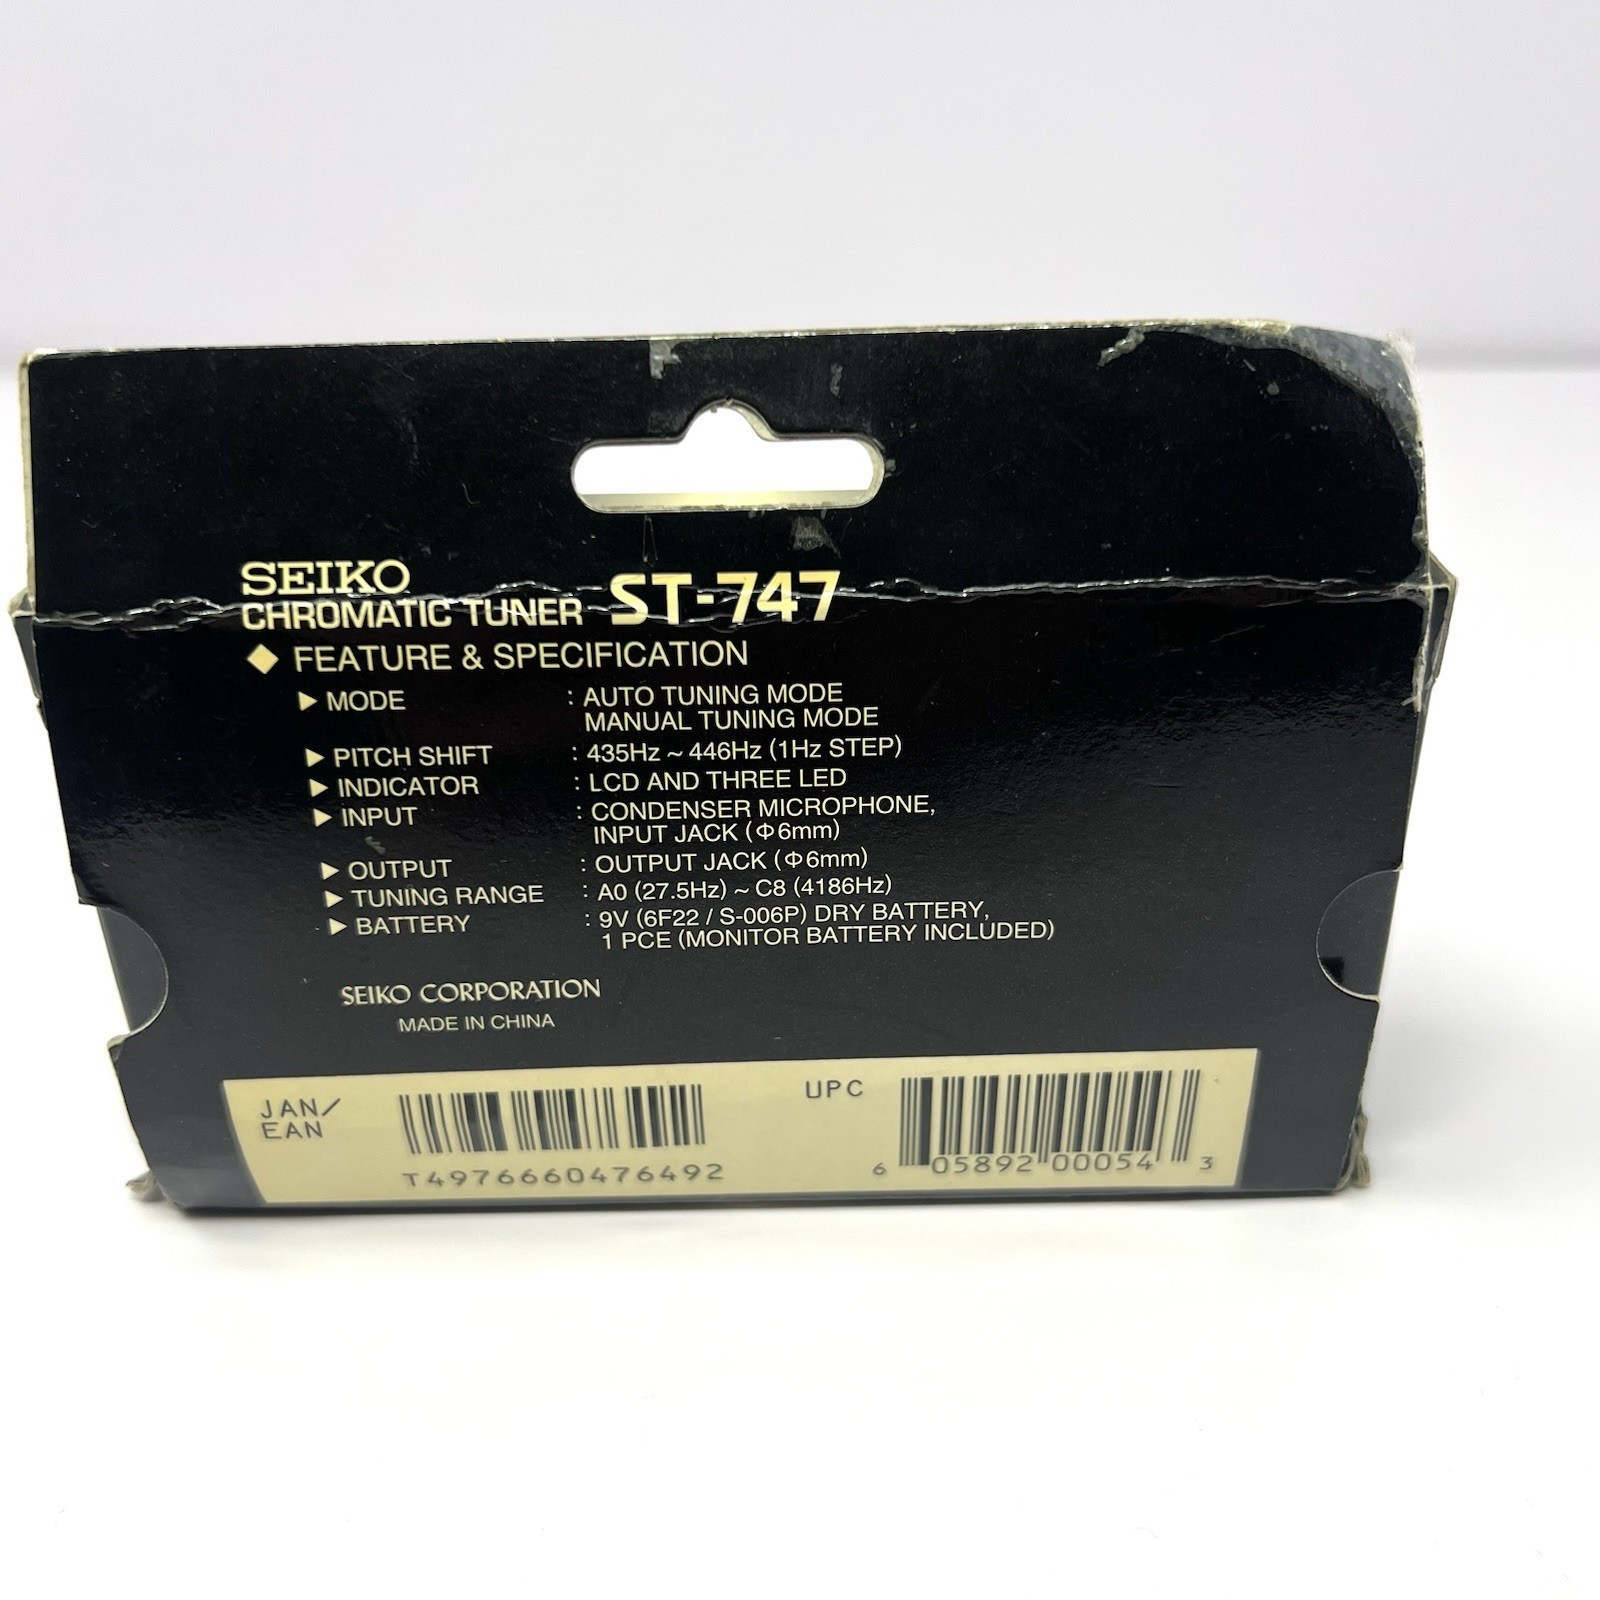 SEIKO
CHROMATIC TUNER ST-747
◆ FEATURE & SPECIFICATION
▶ MODE : AUTO TUNING MODE
MANUAL TUNING MODE
▶ PITCH SHIFT : 435Hz ~ 446Hz (1Hz STEP)
▶ INDICATOR : LCD AND THREE LED
▶ INPUT : CONDENSER MICROPHONE,
INPUT JACK (Φ6mm)
▶ OUTPUT : OUTPUT JACK (Φ6mm)
▶ TUNING RANGE : A0 (27.5Hz) ~ C8 (4186Hz)
▶ BATTERY : 9V (6F22 / S-006P) DRY BATTERY,
1 PCE (MONITOR BATTERY INCLUDED)
SEIKO CORPORATION
MADE IN CHINA
JAN/
EAN
T4976660476492
UPC
6 05892 00054 3